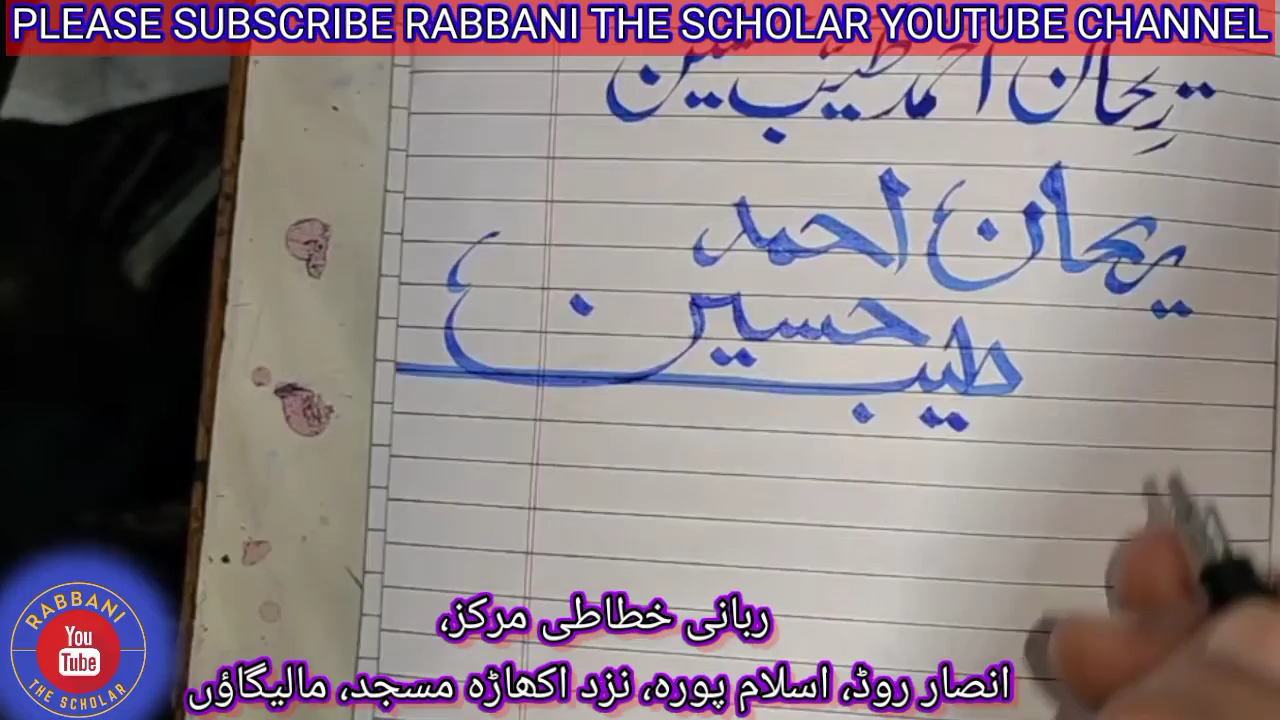 PLEASE SUBSCRIBE RABBANI THE SCHOLAR YOUTUBE CHANNEL
ریحان احمد طیب حسین
ریحان احمد
طیب حسین
ربانی خطاطی مرکز،
انصار روڈ، اسلام پورہ، نزد اکھاڑہ مسجد، مالیگاؤں
RABBANI
You
Tube
THE SCHOLAR